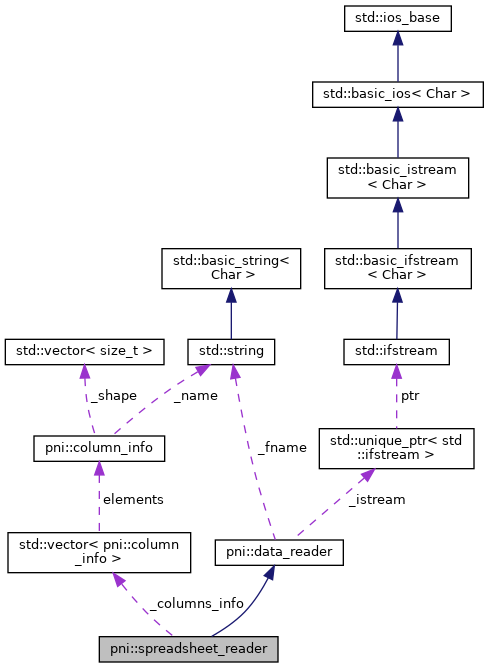 std::ios_base
std::basic_ios< Char >
std::basic_istream
< Char >
std::basic_string<
Char >
std::basic_ifstream
< Char >
std::vector< size_t >
std::string
std::ifstream
_shape
_name
ptr
pni::column_info
_fname
std::unique_ptr< std
::ifstream >
elements
_istream
std::vector< pni::column
_info >
pni::data_reader
_columns_info
pni::spreadsheet_reader